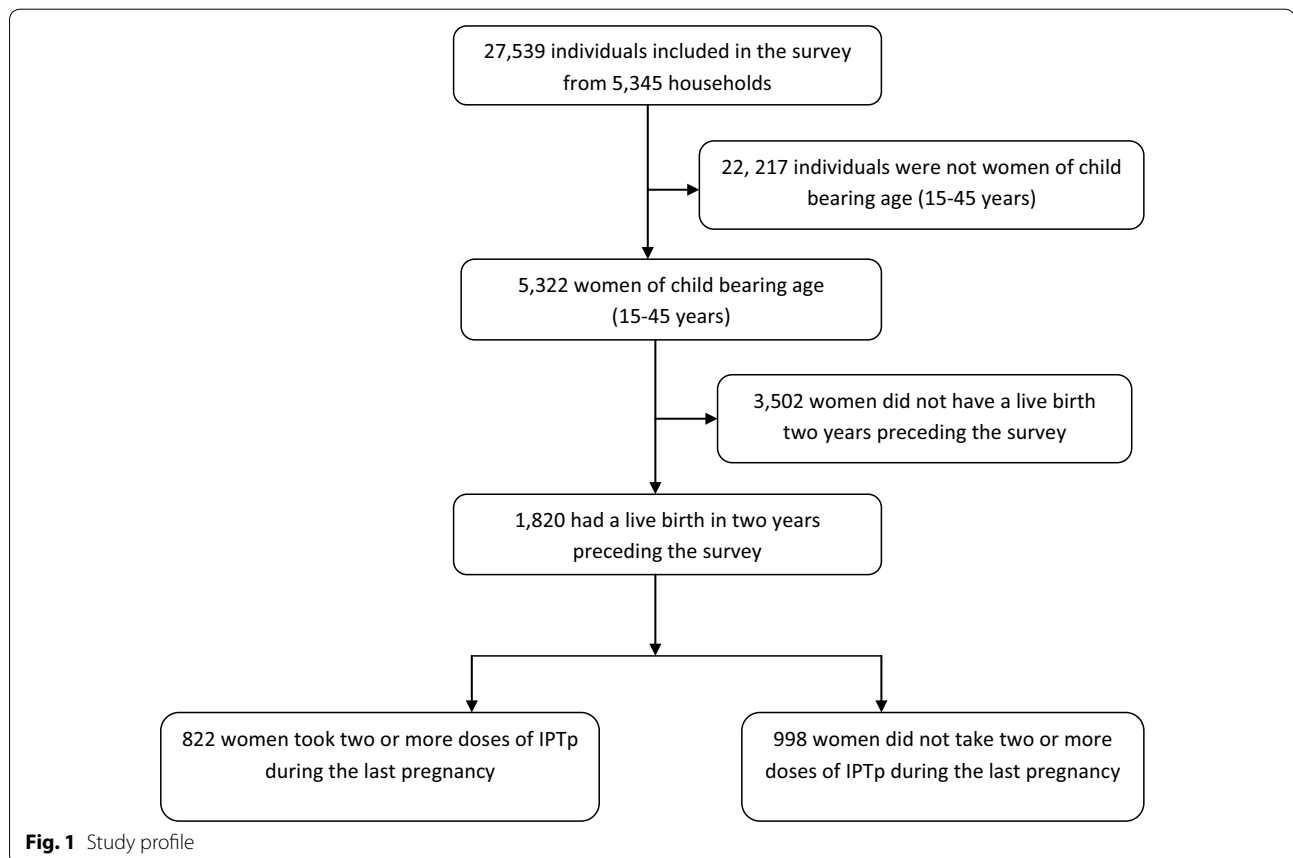 27,539 individuals included in the survey
from 5,345 households
22, 217 individuals were not women of child
bearing age (15-45 years)
5,322 women of child bearing age
(15-45 years)
3,502 women did not have a live birth
two years preceding the survey
1,820 had a live birth in two years
preceding the survey
822 women took two or more doses of IPTp
during the last pregnancy
998 women did not take two or more
doses of IPTp during the last pregnancy
Fig. 1 Study profile